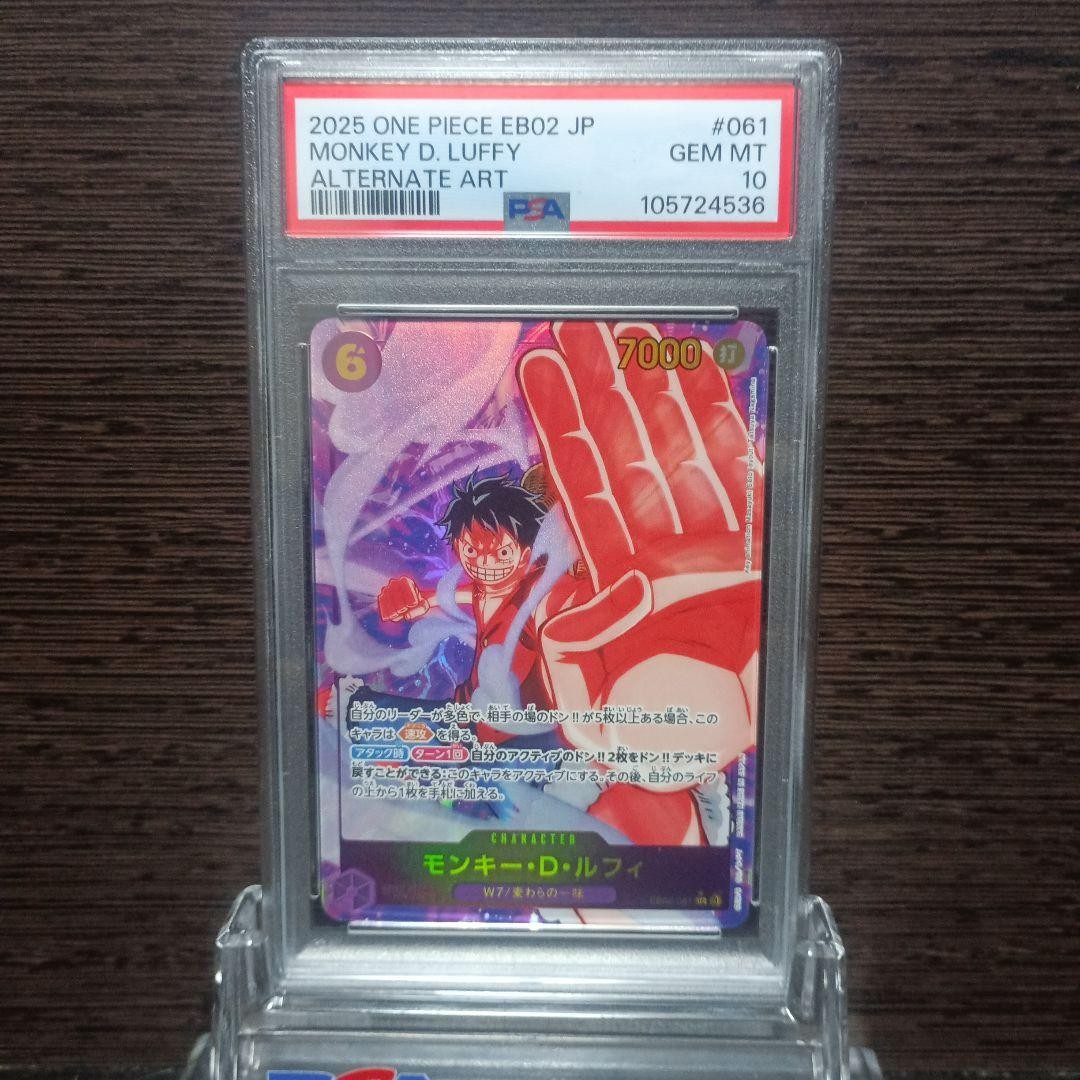 2025 ONE PIECE EB02 JP #061
MONKEY D. LUFFY GEM MT
ALTERNATE ART 10
PSA 105724536
6 7000 打
自分のリーダーが多色で、相手の場のドン!!が5枚以上ある場合、この
キャラは 速攻 を得る。
アタック時 ターン1回 自分のアクティブのドン!!2枚をドン!!デッキに
戻すことができる:このキャラをアクティブにする。その後、自分のライフ
の上から1枚を手札に加える。
CHARACTER
モンキー・D・ルフィ
W7/麦わらの一味
EB02-061
PSA